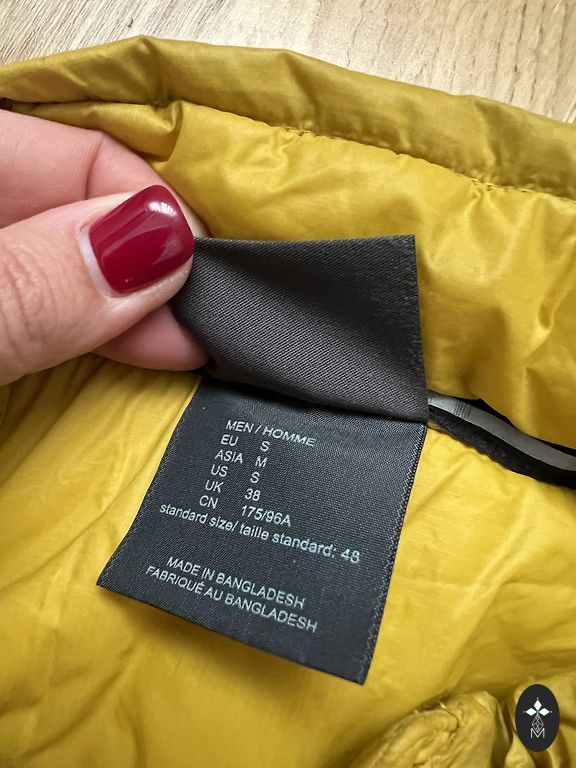 MEN / HOMME
EU S
ASIA M
US S
UK 38
CN 175/96A
standard size/ taille standard: 48
MADE IN BANGLADESH
FABRIQUÉ AU BANGLADESH
M